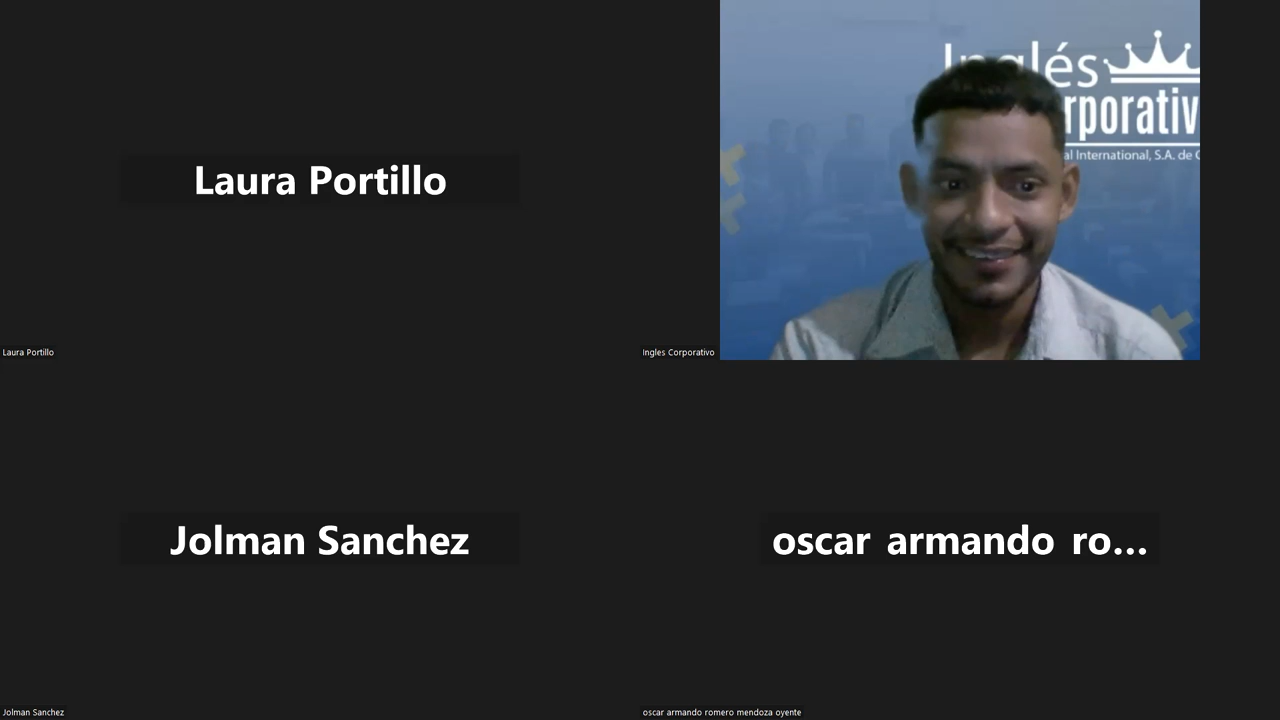 Laura Portillo
Inglés
rporativ
al International, S.A. de C
Laura Portillo
Ingles Corporativo
Jolman Sanchez
oscar armando ro...
Jolman Sanchez
oscar armando romero mendoza oyente